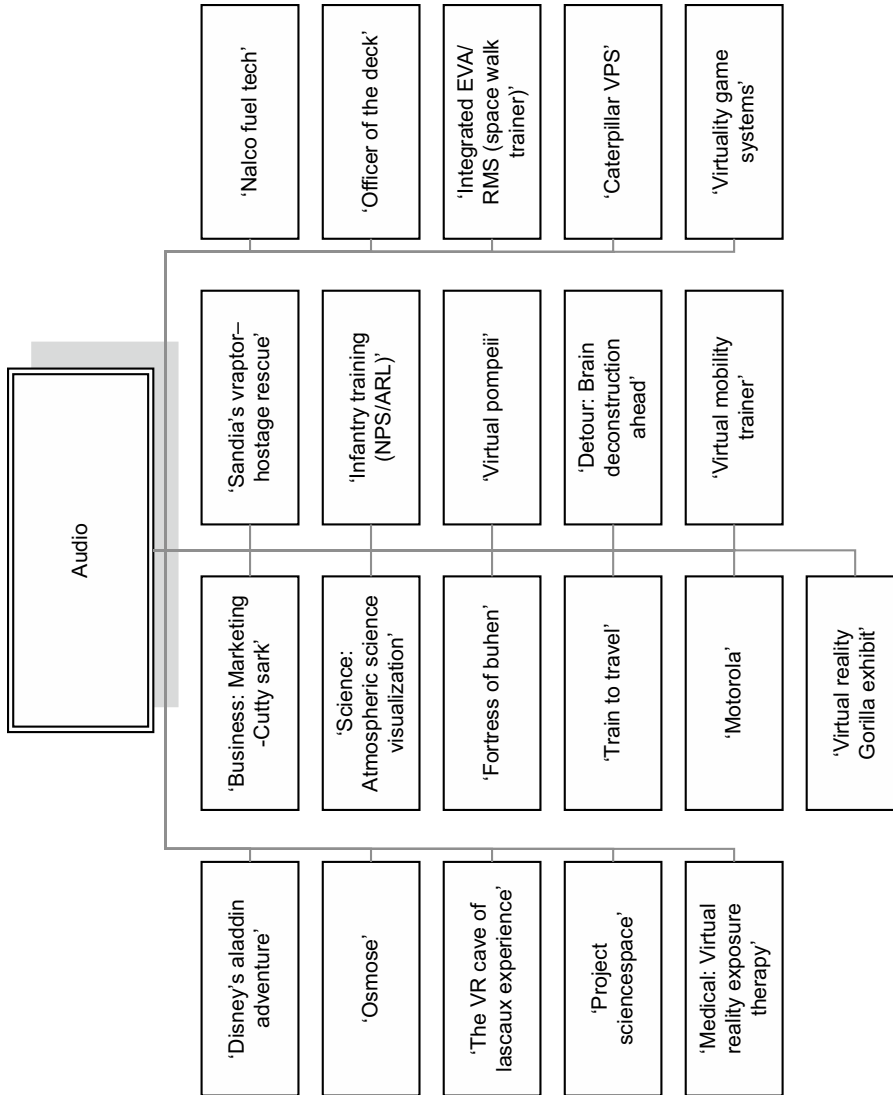 Audio
‘Disney’s aladdin
adventure’
‘Osmose’
‘The VR cave of
lascaux experience’
‘Project
sciencespace’
‘Medical: Virtual
reality exposure
therapy’
‘Business: Marketing
-Cutty sark’
‘Science:
Atmospheric science
visualization’
‘Fortress of buhen’
‘Train to travel’
‘Motorola’
‘Virtual reality
Gorilla exhibit’
‘Sandia’s vraptor–
hostage rescue’
‘Infantry training
(NPS/ARL)’
‘Virtual pompeii’
‘Detour: Brain
deconstruction
ahead’
‘Virtual mobility
trainer’
‘Nalco fuel tech’
‘Officer of the deck’
‘Integrated EVA/
RMS (space walk
trainer)’
‘Caterpillar VPS’
‘Virtuality game
systems’